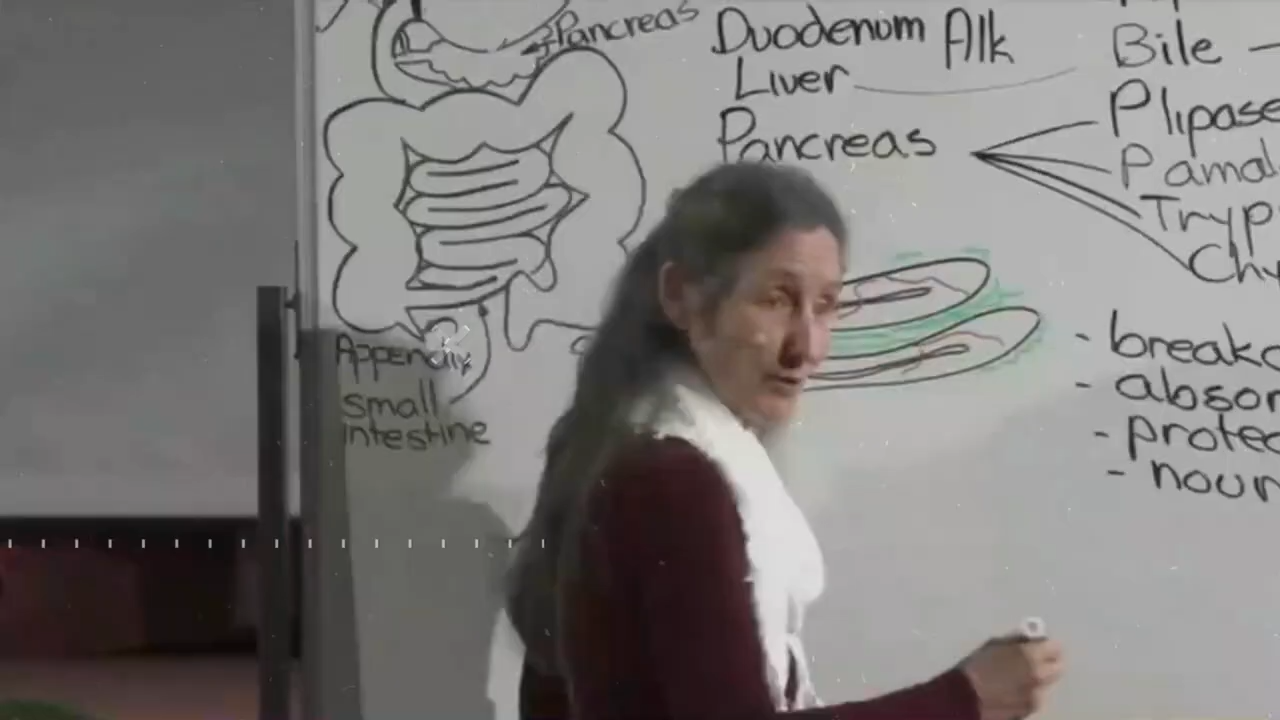 Pancreas
Duodenum Alk
Liver
Pancreas
Bile -
Plipase
Pamal
Tryp
Chy
Appendix
small
intestine
- break
- absor
- protec
- nour